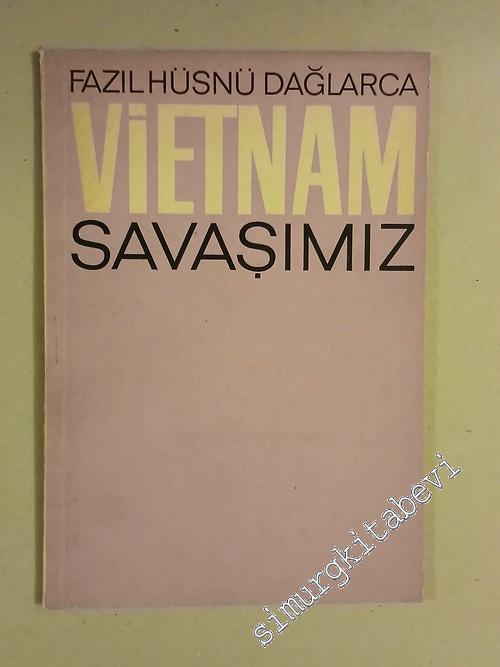 FAZIL HÜSNÜ DAĞLARCA
VİETNAM
SAVAŞIMIZ
simurgkitabevi